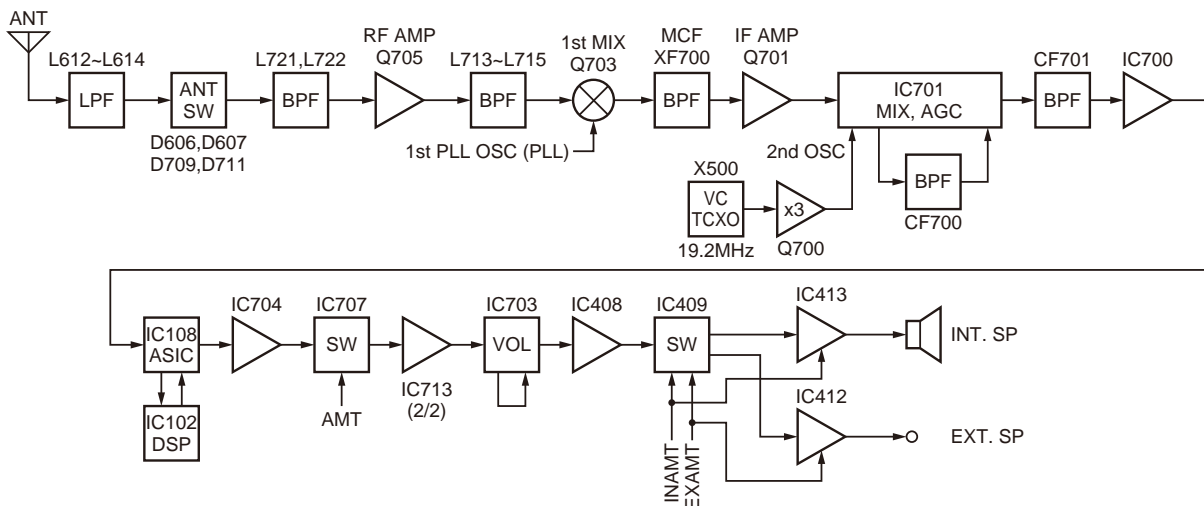 ANT
L612~L614
LPF
ANT
SW
D606,D607
D709,D711
L721,L722
BPF
RF AMP
Q705
L713~L715
BPF
1st MIX
Q703
1st PLL OSC (PLL)
MCF
XF700
BPF
IF AMP
Q701
IC701
MIX, AGC
2nd OSC
X500
VC
TCXO
19.2MHz
x3
Q700
BPF
CF700
CF701
BPF
IC700
IC108
ASIC
IC102
DSP
IC704
IC707
SW
AMT
IC713
(2/2)
IC703
VOL
IC408
IC409
SW
INAMT
EXAMT
IC413
INT. SP
IC412
EXT. SP